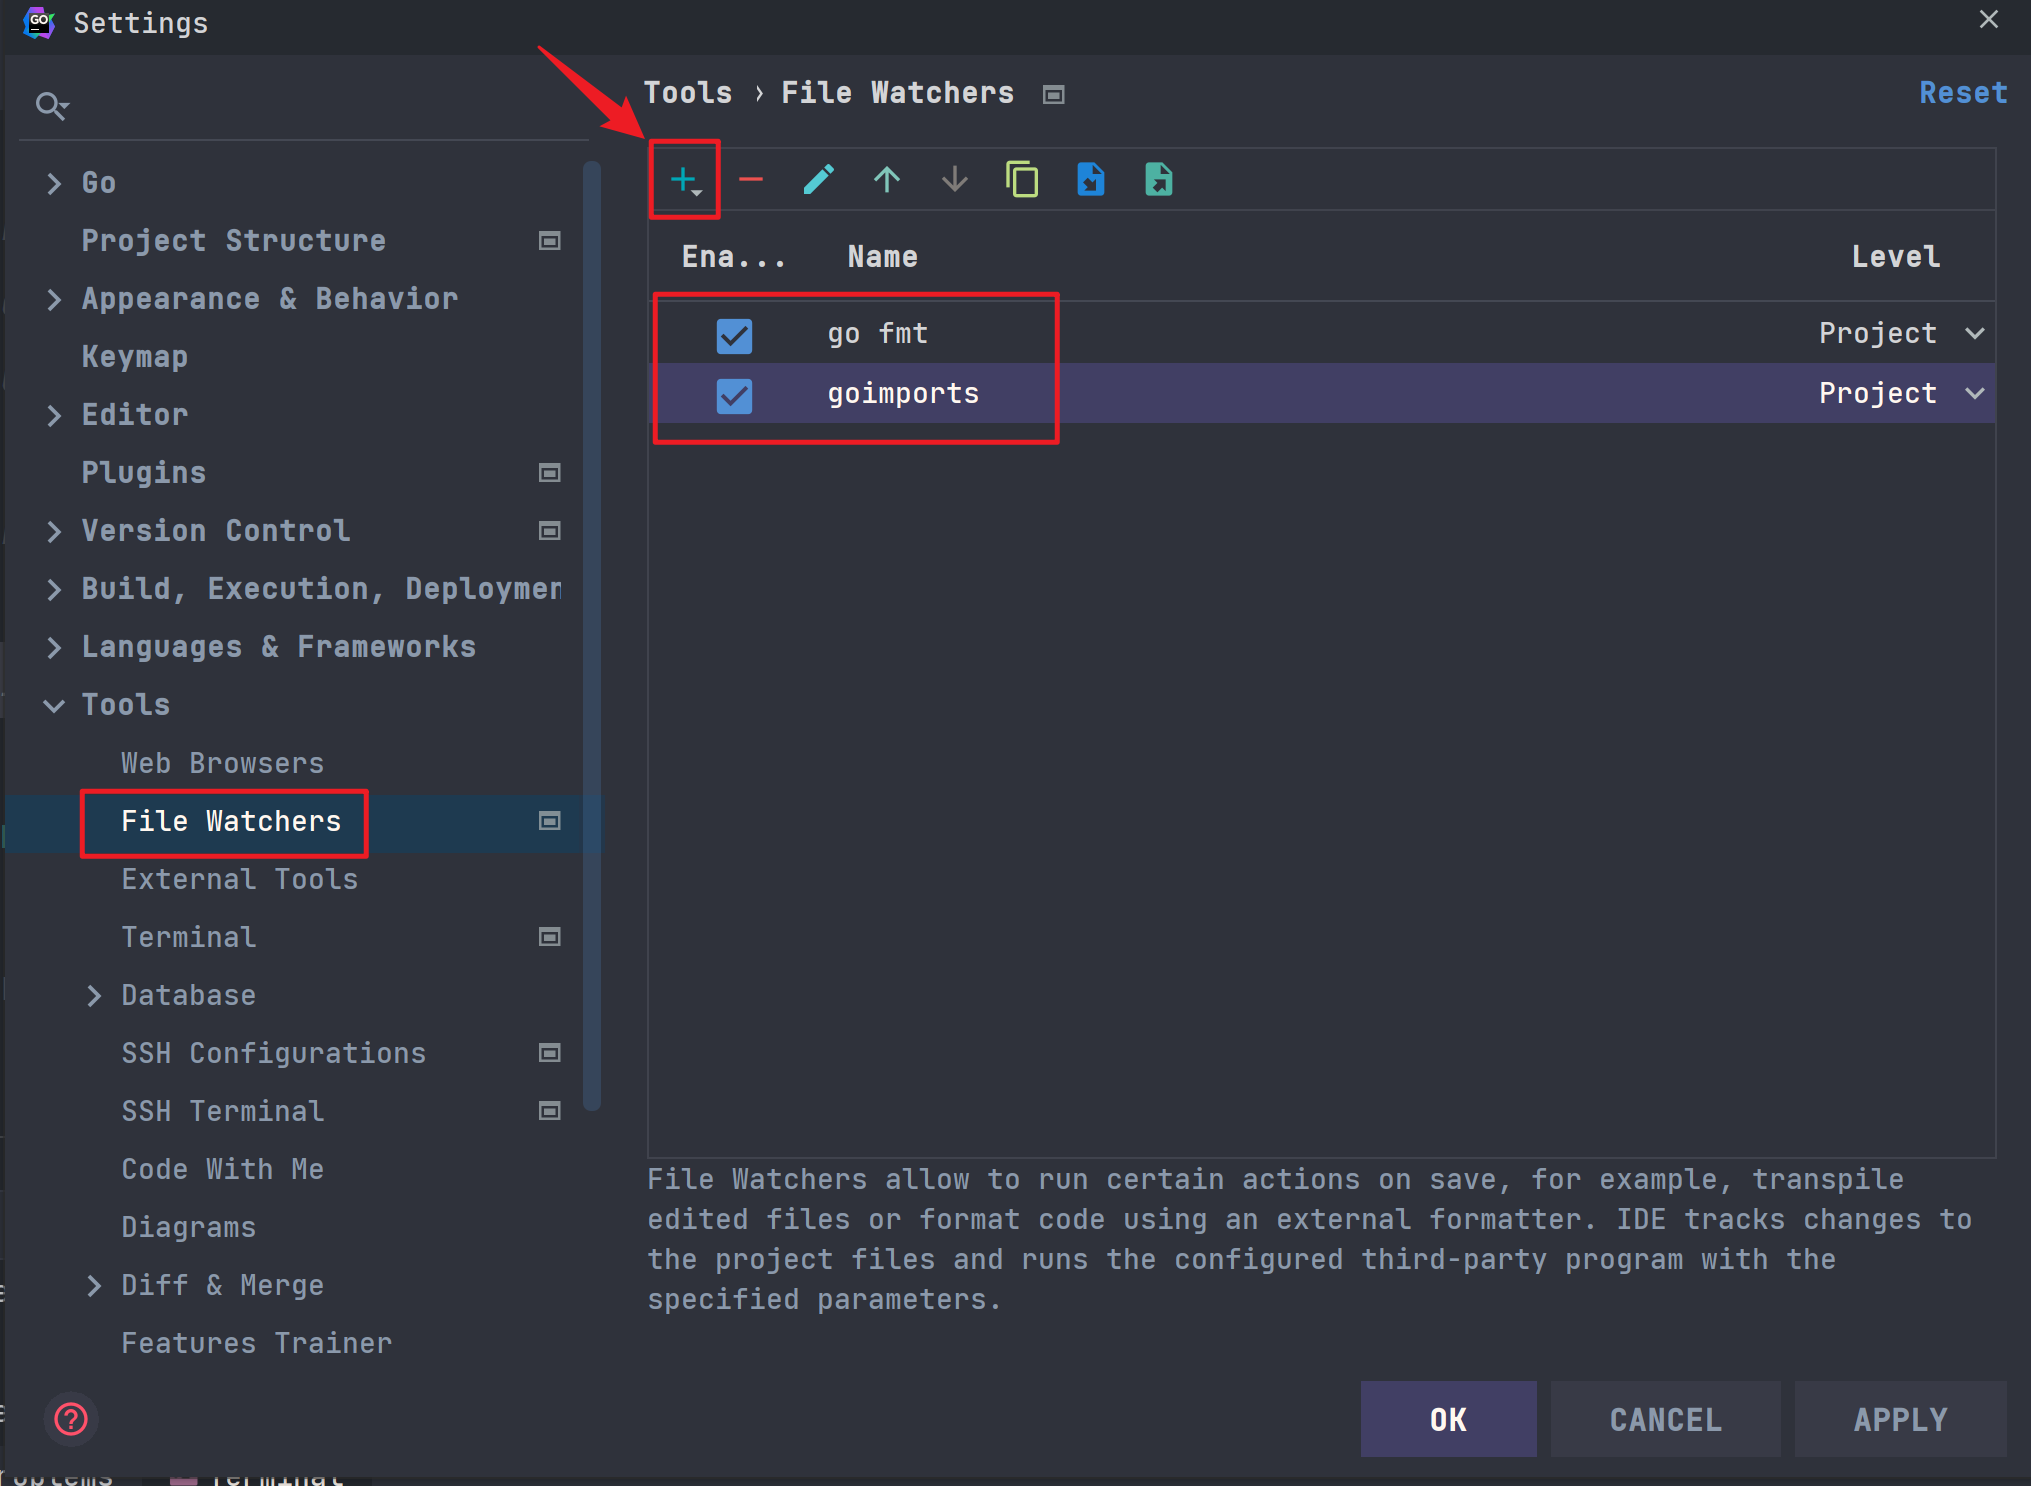 GO
Settings
Tools › File Watchers
Reset
Go
Project Structure
Appearance & Behavior
Keymap
Editor
Plugins
Version Control
Build, Execution, Deploymen
Languages & Frameworks
Tools
Web Browsers
File Watchers
External Tools
Terminal
Database
SSH Configurations
SSH Terminal
Code With Me
Diagrams
Diff & Merge
Features Trainer
Ena... Name Level
go fmt Project
goimports Project
File Watchers allow to run certain actions on save, for example, transpile
edited files or format code using an external formatter. IDE tracks changes to
the project files and runs the configured third-party program with the
specified parameters.
?
OK CANCEL APPLY
Terminal